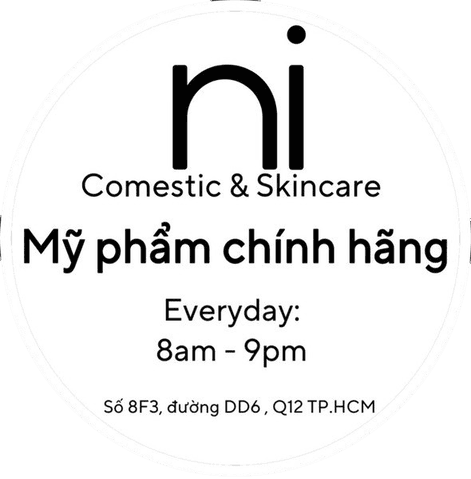 ni
Comestic & Skincare
Mỹ phẩm chính hãng
Everyday:
8am - 9pm
Số 8F3, đường DD6 , Q12 TP.HCM